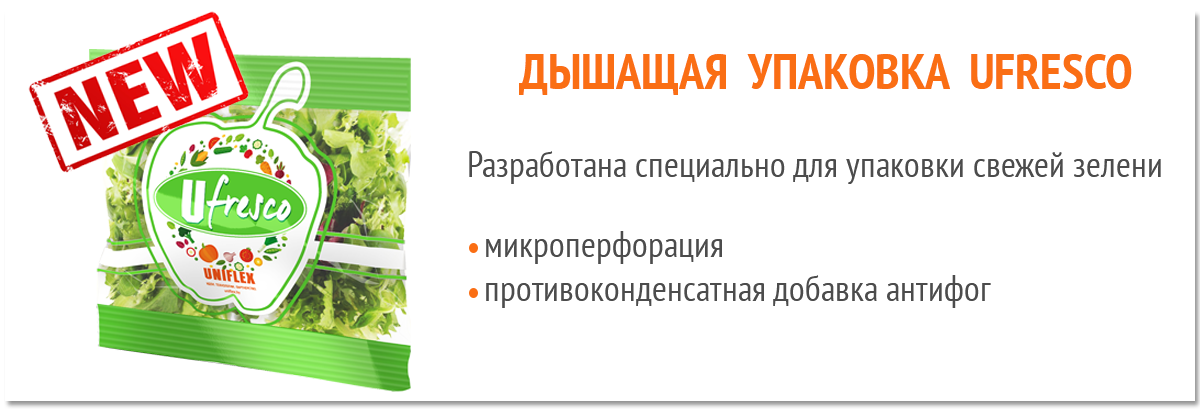 NEW
ДЫШАЩАЯ УПАКОВКА UFRESCO
Разработана специально для упаковки свежей зелени
• микроперфорация
• противоконденсатная добавка антифог
Ufresco
UNIFLEX